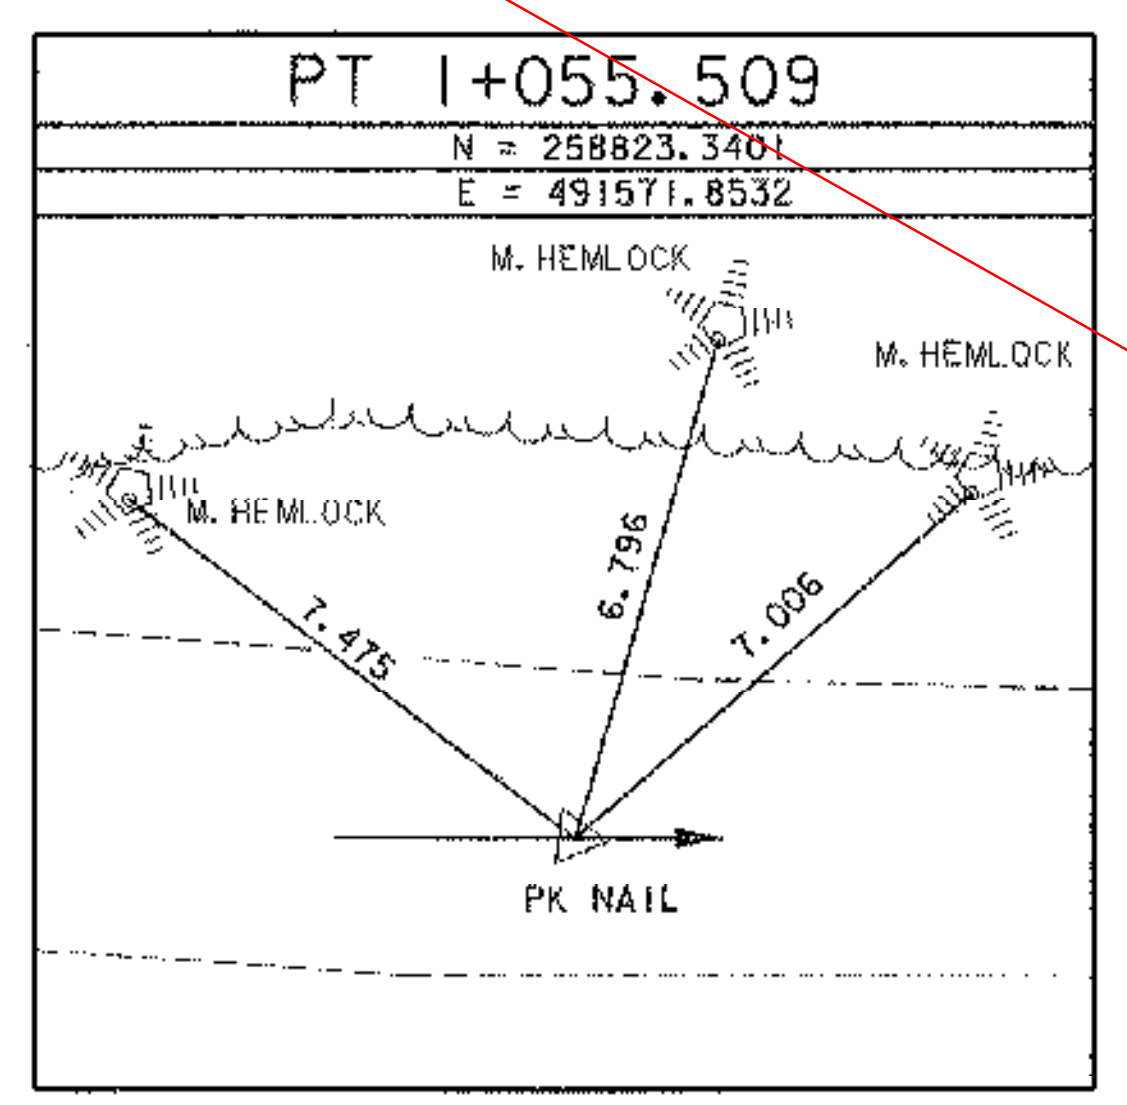 PT 1+055.509
N = 258823.3401
E = 491571.8532
M. HEMLOCK
M. HEMLOCK
M. HEMLOCK
7.475
6.796
7.006
PK NAIL